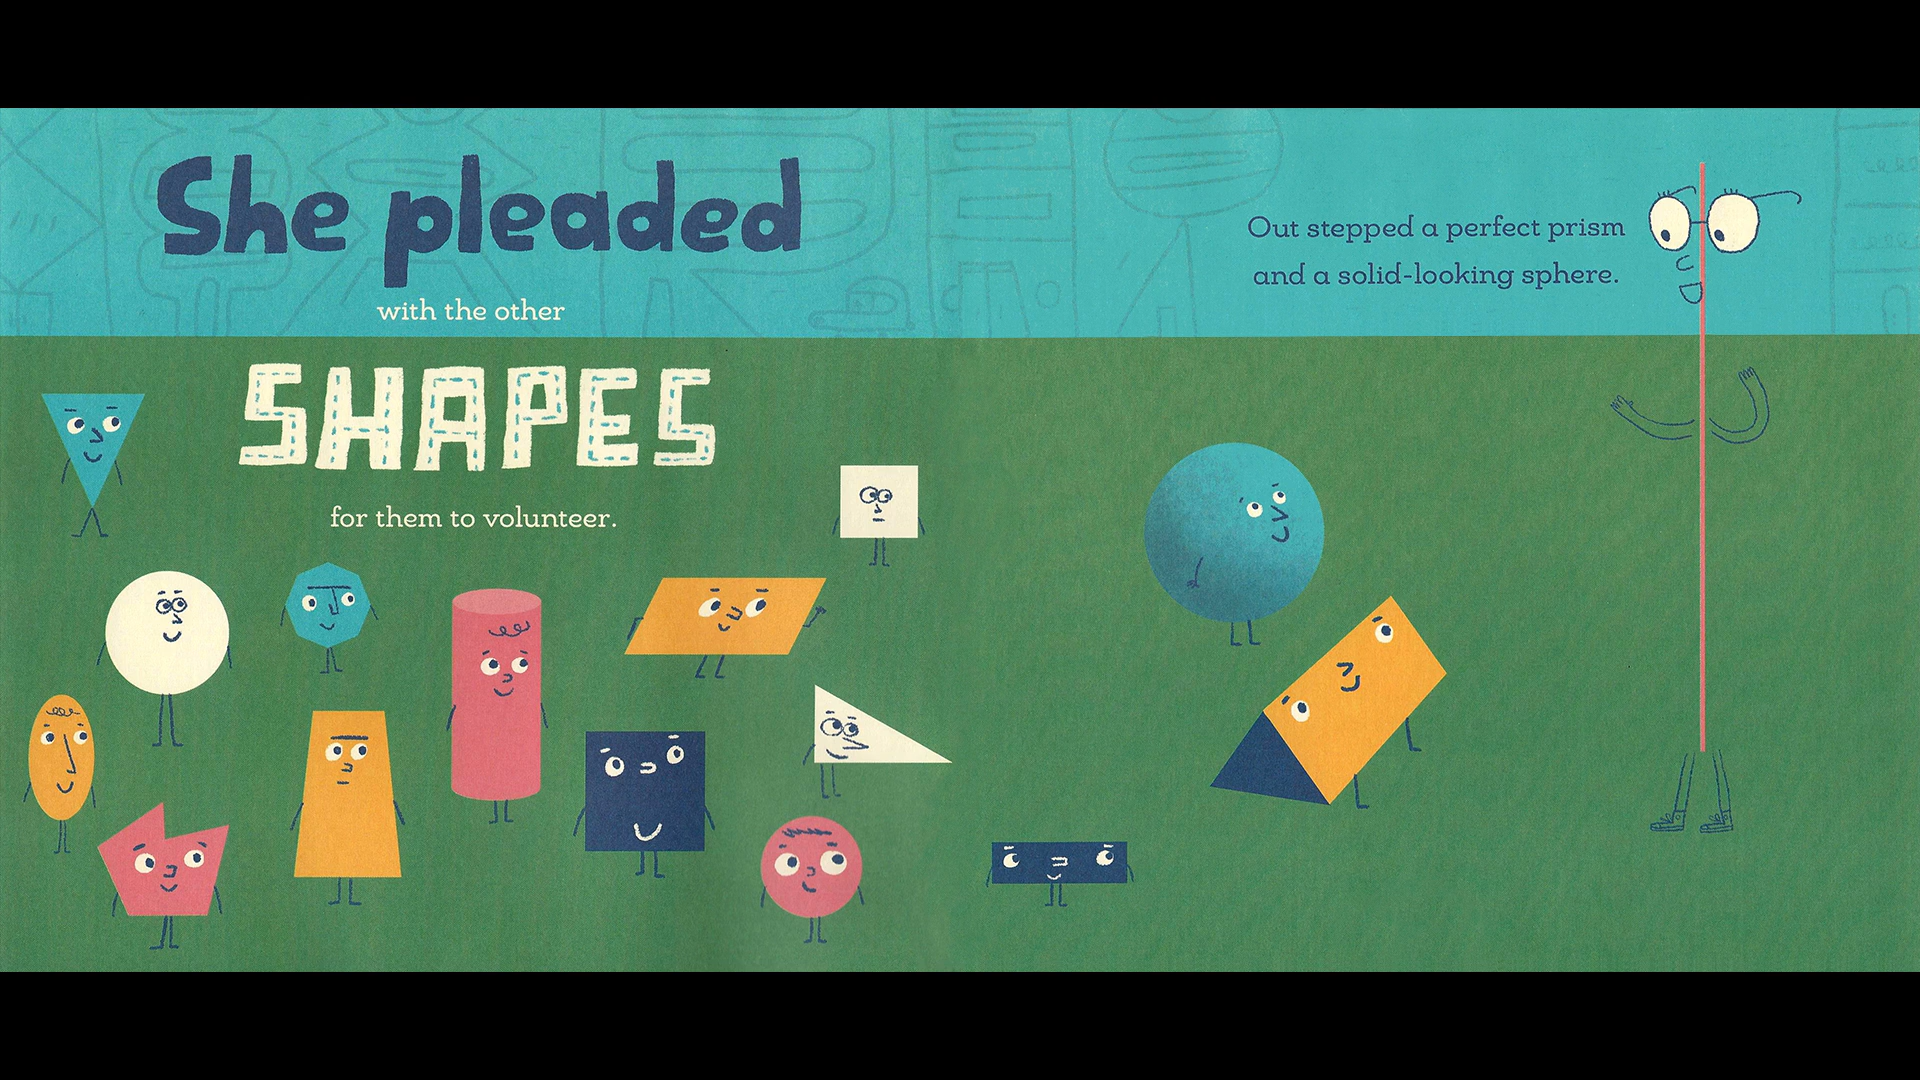 She pleaded
with the other
SHAPES
for them to volunteer.
Out stepped a perfect prism
and a solid-looking sphere.